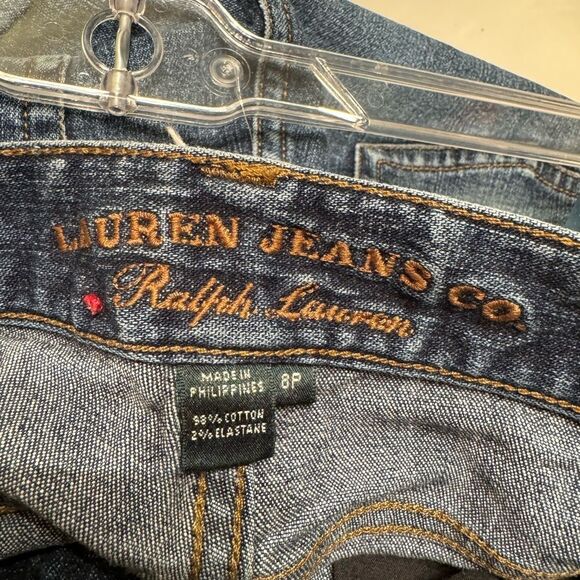 LAUREN JEANS CO.
Ralph Lauren
MADE IN
PHILIPPINES
8P
98% COTTON
2% ELASTANE